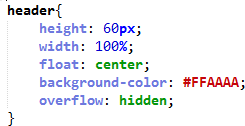 header{
height: 60px;
width: 100%;
float: center;
background-color: #FFAAAA;
overflow: hidden;
}